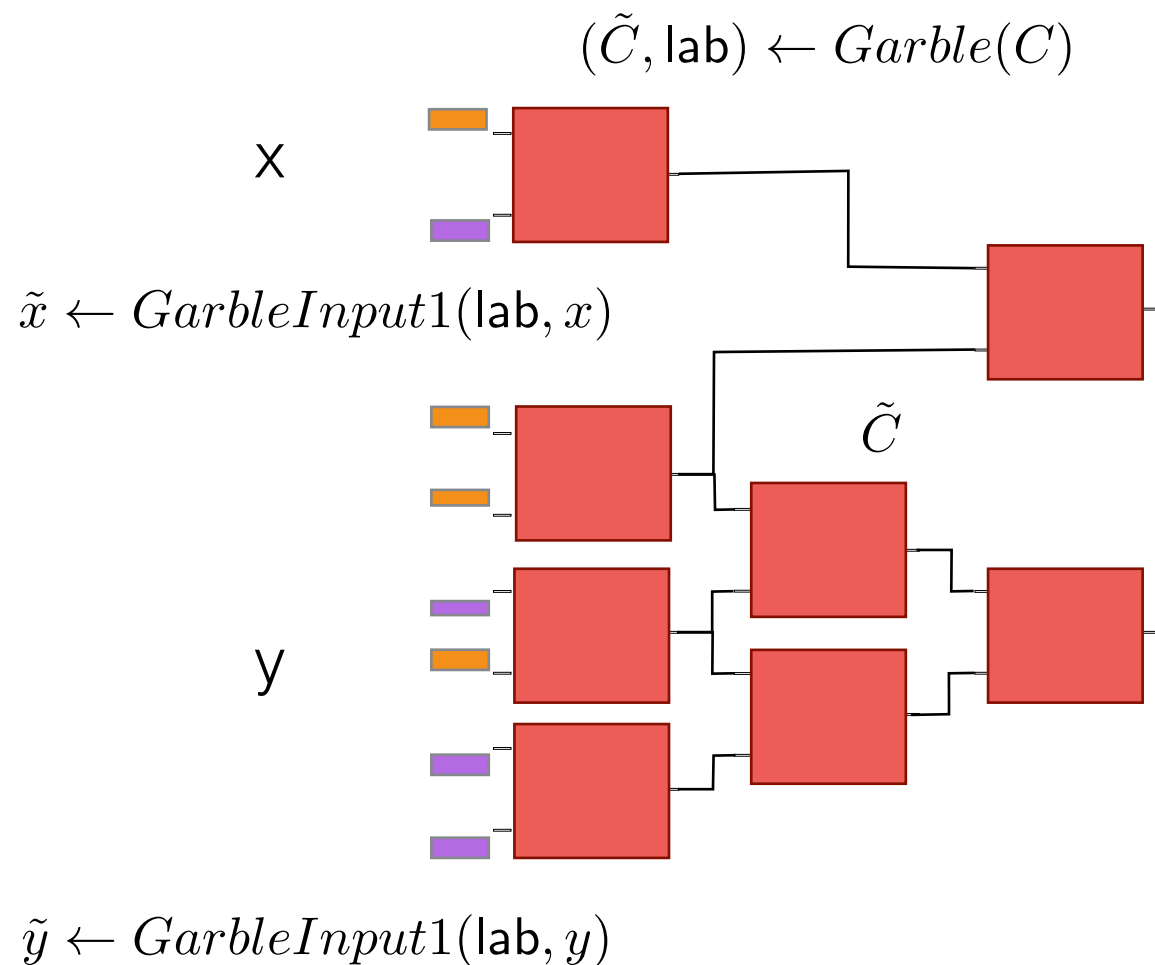 (C̃, lab) ← Garble(C)
x
x̃ ← GarbleInput1(lab, x)
C̃
y
ỹ ← GarbleInput1(lab, y)